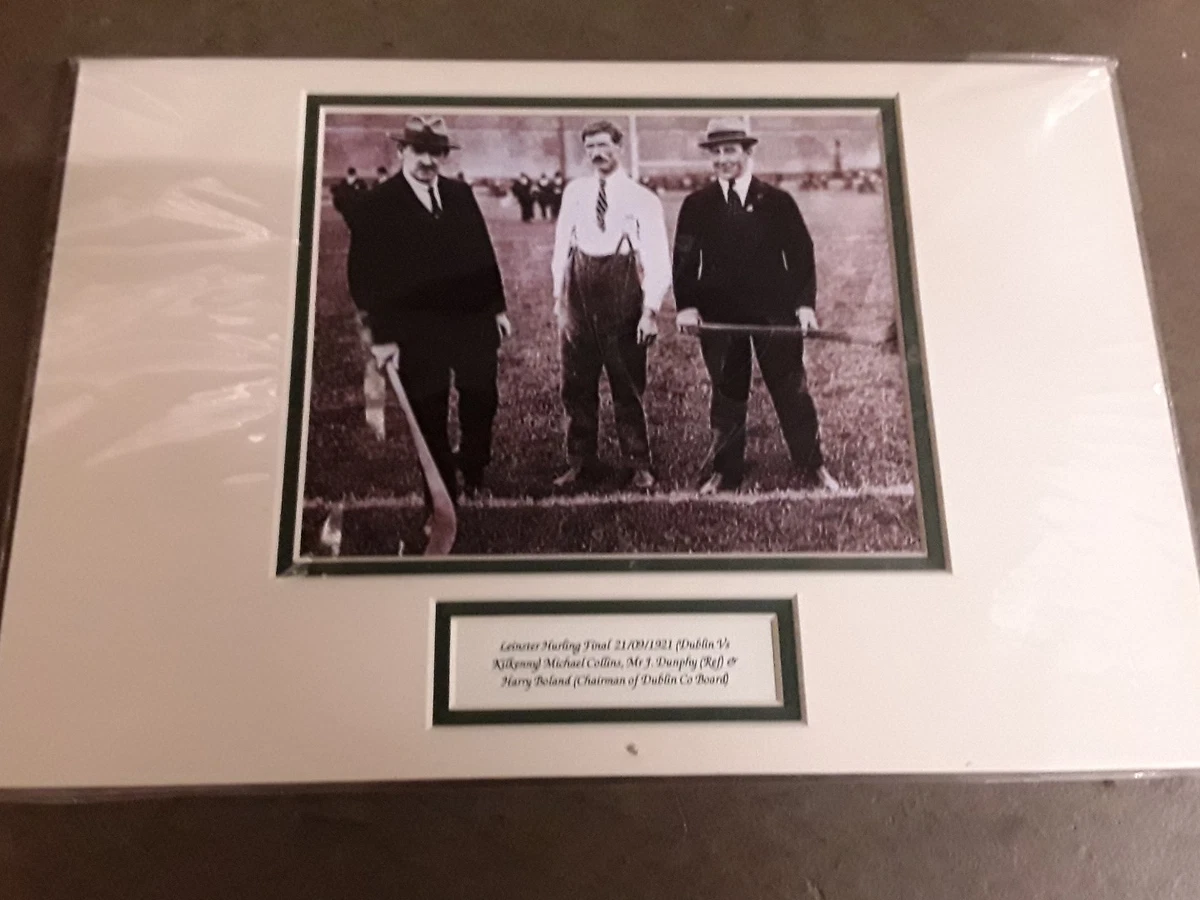 Leinster Hurling Final 21/09/1921 (Dublin Vs
Kilkenny) Michael Collins, Mr J. Dunphy (Ref) &
Harry Boland (Chairman of Dublin Co Board)